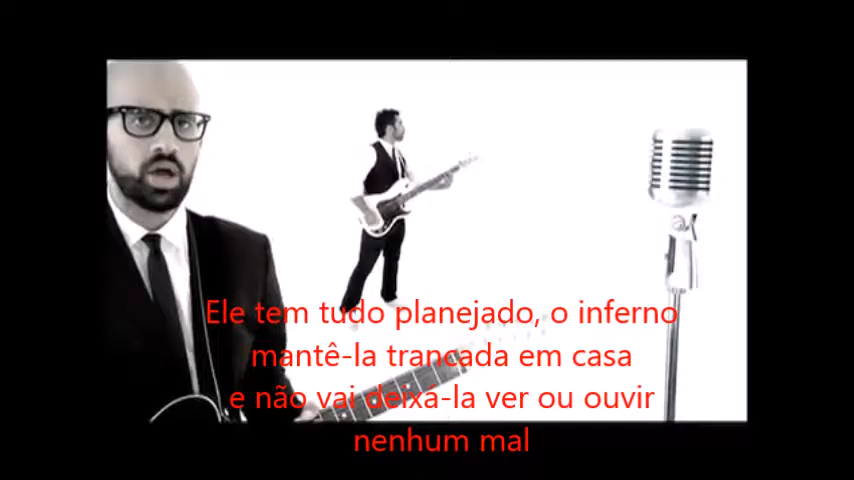 Ele tem tudo planejado, o inferno
mantê-la trancada em casa
e não vai deixa-la ver ou ouvir
nenhum mal